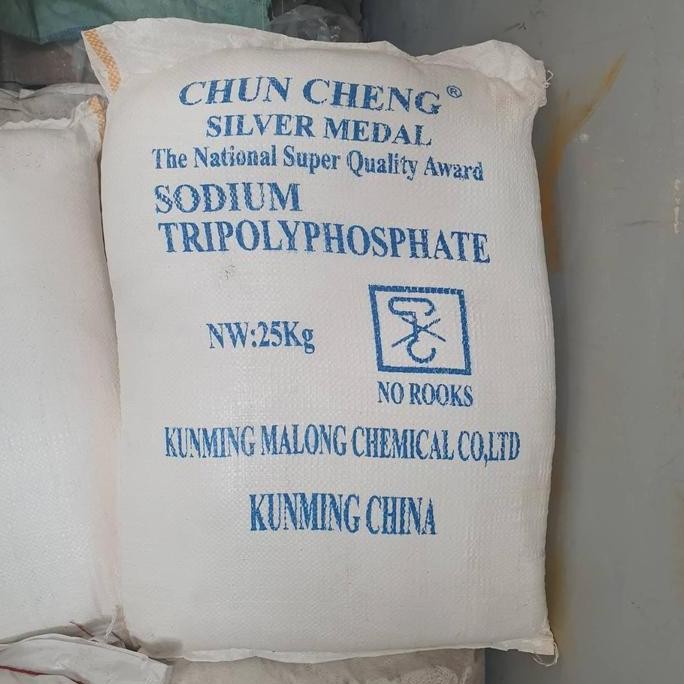 CHUN CHENG®
SILVER MEDAL
The National Super Quality Award
SODIUM
TRIPOLYPHOSPHATE
NW:25Kg
NO ROOKS
KUNMING MALONG CHEMICAL CO,LTD
KUNMING CHINA